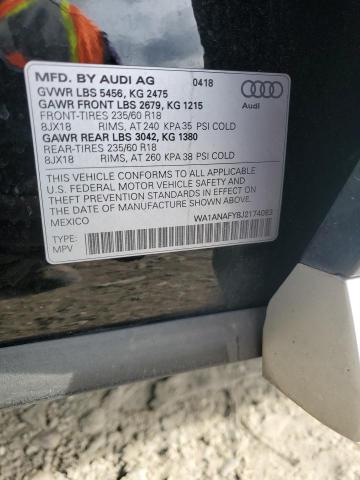 MFD. BY AUDI AG 0418
GVWR LBS 5456, KG 2475
GAWR FRONT LBS 2679, KG 1215
FRONT-TIRES 235/60 R18
8JX18 RIMS, AT 240 KPA 35 PSI COLD
GAWR REAR LBS 3042, KG 1380
REAR-TIRES 235/60 R18
8JX18 RIMS, AT 260 KPA 38 PSI COLD
Audi
THIS VEHICLE CONFORMS TO ALL APPLICABLE
U.S. FEDERAL MOTOR VEHICLE SAFETY AND
THEFT PREVENTION STANDARDS IN EFFECT ON THE
DATE OF MANUFACTURE SHOWN ABOVE.
MEXICO
WA1ANAFY8J2174083
TYPE:
MPV